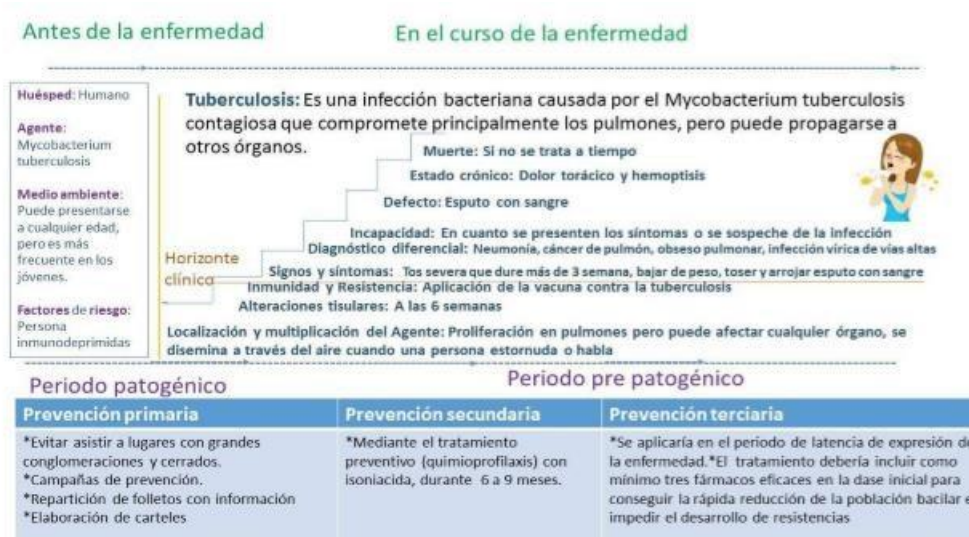 Antes de la enfermedad
En el curso de la enfermedad
Huésped: Humano
Agente:
Mycobacterium
tuberculosis
Medio ambiente:
Puede presentarse
a cualquier edad,
pero es más
frecuente en los
jóvenes.
Factores de riesgo:
Persona
inmunodeprimidas
Tuberculosis: Es una infección bacteriana causada por el Mycobacterium tuberculosis
contagiosa que compromete principalmente los pulmones, pero puede propagarse a
otros órganos.
Muerte: Si no se trata a tiempo
Estado crónico: Dolor torácico y hemoptisis
Defecto: Esputo con sangre
Incapacidad: En cuanto se presenten los síntomas o se sospeche de la infección
Diagnóstico diferencial: Neumonía, cáncer de pulmón, obseso pulmonar, infección vírica de vías altas
Horizonte
clínico
Signos y síntomas: Tos severa que dure más de 3 semana, bajar de peso, toser y arrojar esputo con sangre
Inmunidad y Resistencia: Aplicación de la vacuna contra la tuberculosis
Alteraciones tisulares: A las 6 semanas
Localización y multiplicación del Agente: Proliferación en pulmones pero puede afectar cualquier órgano, se
disemina a través del aire cuando una persona estornuda o habla
Periodo patogénico
Periodo pre patogénico
Prevención primaria
*Evitar asistir a lugares con grandes
conglomeraciones y cerrados.
*Campañas de prevención.
*Repartición de folletos con información
*Elaboración de carteles
Prevención secundaria
*Mediante el tratamiento
preventivo (quimioprofilaxis) con
isoniacida, durante 6 a 9 meses.
Prevención terciaria
*Se aplicaría en el periodo de latencia de expresión de
la enfermedad.*El tratamiento debería incluir como
mínimo tres fármacos eficaces en la dase inicial para
conseguir la rápida reducción de la población bacilar e
impedir el desarrollo de resistencias